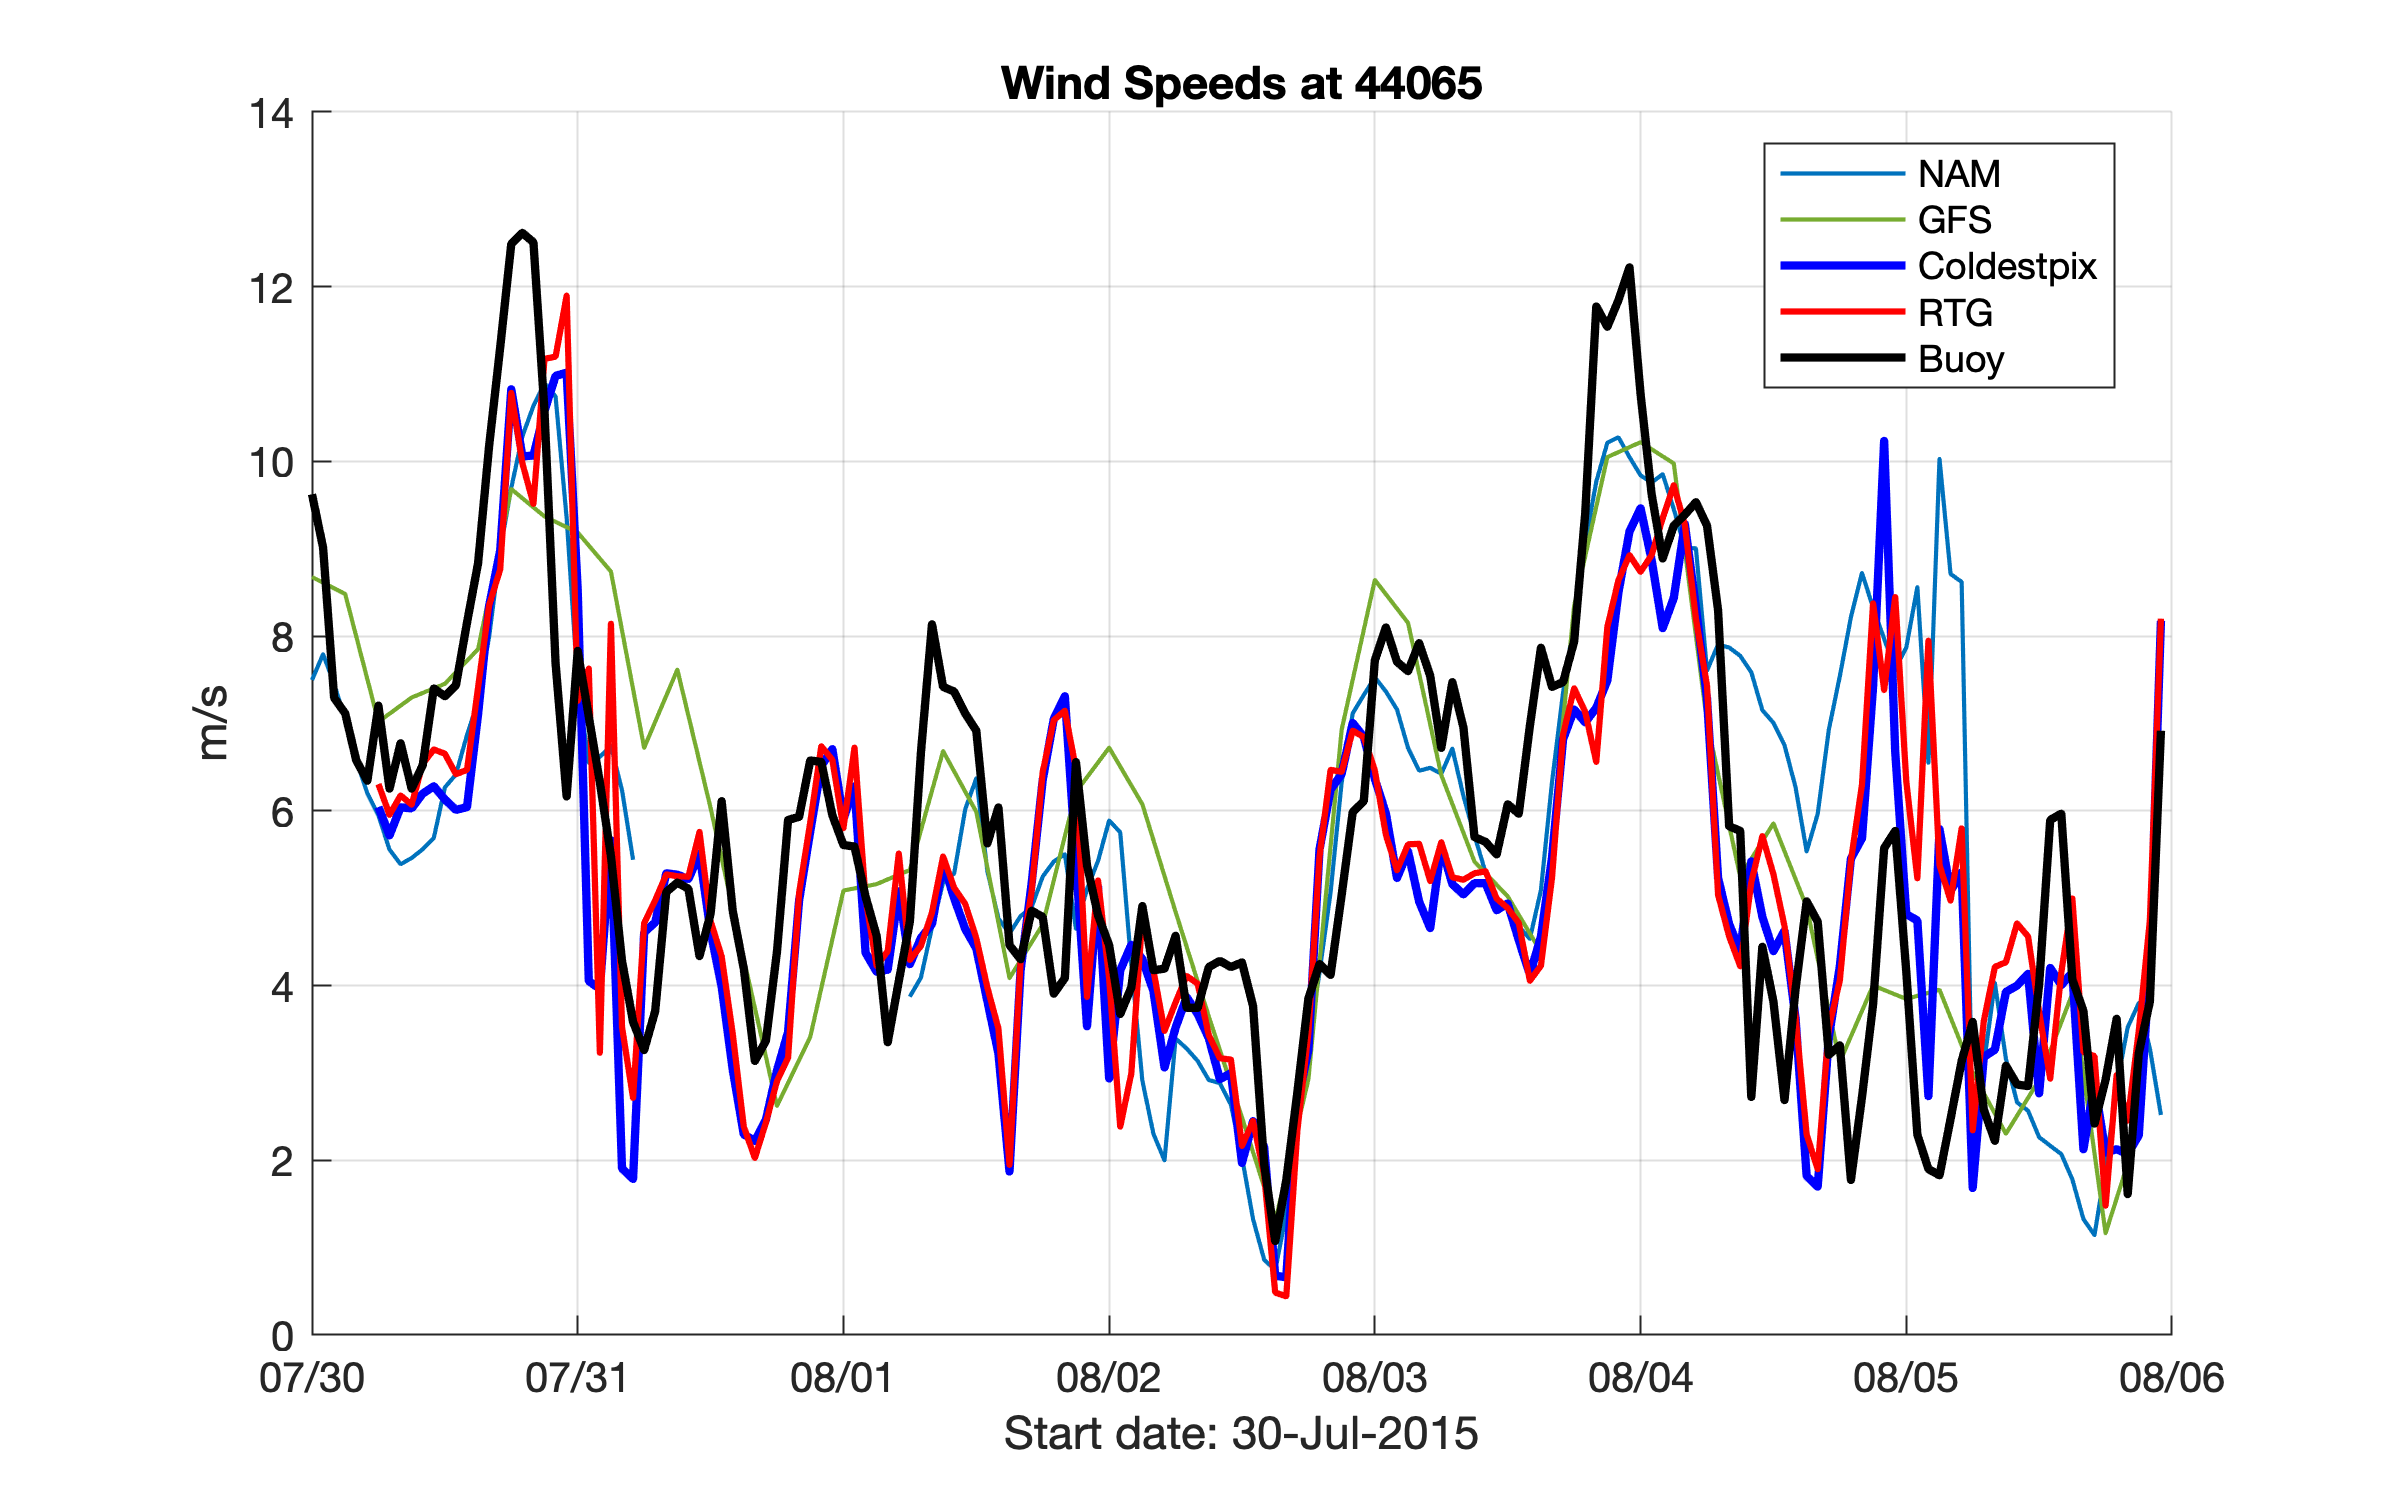 Wind Speeds at 44065
14
12
10
8
6
4
2
0
m/s
NAM
GFS
Coldestpix
RTG
Buoy
07/30 07/31 08/01 08/02 08/03 08/04 08/05 08/06
Start date: 30-Jul-2015